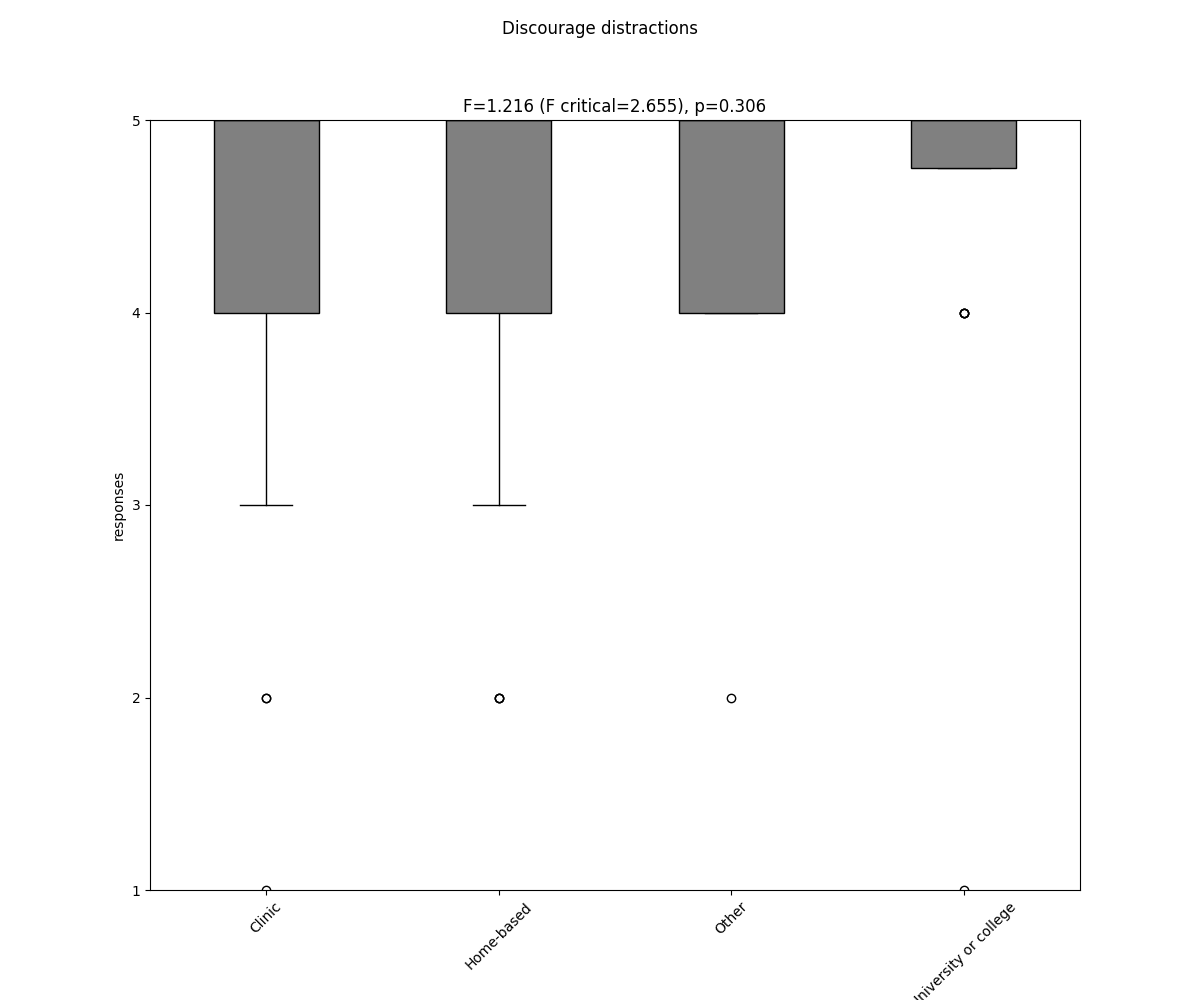 Discourage distractions
F=1.216 (F critical=2.655), p=0.306
5
4
3
2
1
responses
Clinic
Home-based
Other
or college